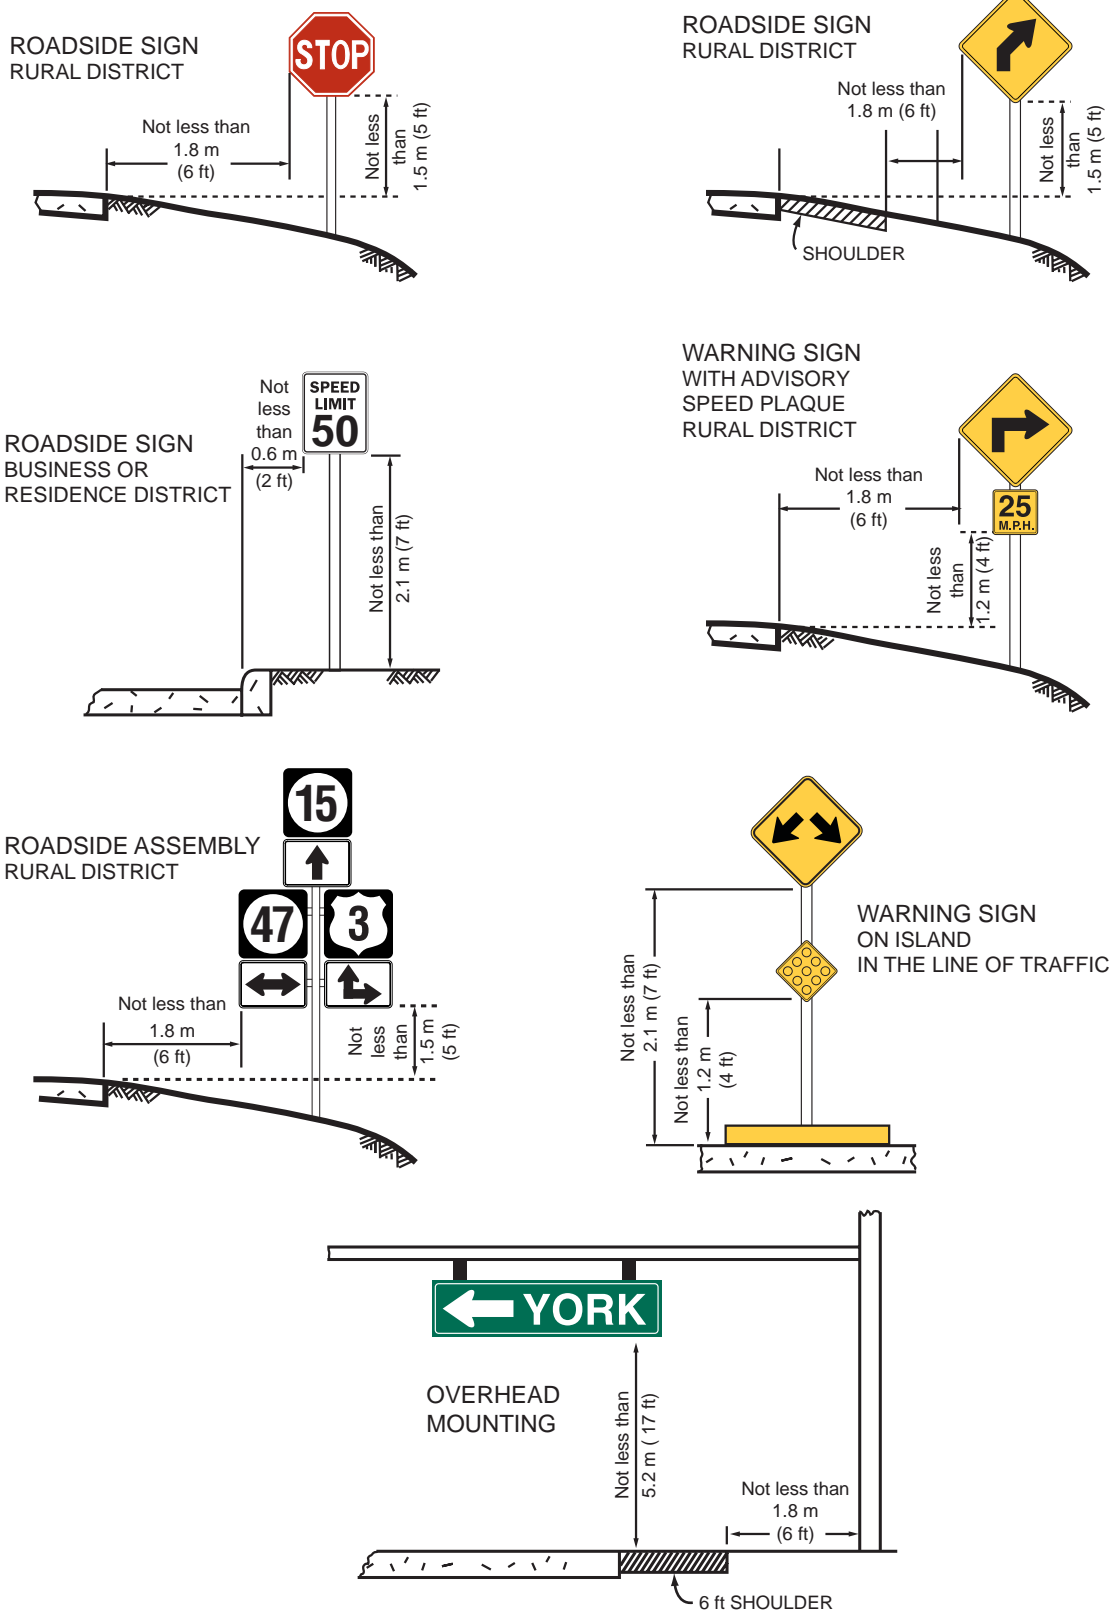 ROADSIDE SIGN
RURAL DISTRICT
STOP
Not less than
1.8 m
(6 ft)
Not less
than
1.5 m (5 ft)
ROADSIDE SIGN
RURAL DISTRICT
Not less than
1.8 m (6 ft)
Not less
than
1.5 m (5 ft)
SHOULDER
ROADSIDE SIGN
BUSINESS OR
RESIDENCE DISTRICT
Not
less
than
0.6 m
(2 ft)
SPEED
LIMIT
50
Not less than
2.1 m (7 ft)
WARNING SIGN
WITH ADVISORY
SPEED PLAQUE
RURAL DISTRICT
Not less than
1.8 m
(6 ft)
25
M.P.H.
Not less
than
1.2 m (4 ft)
ROADSIDE ASSEMBLY
RURAL DISTRICT
15
47
3
Not less than
1.8 m
(6 ft)
Not
less
than
1.5 m
(5 ft)
WARNING SIGN
ON ISLAND
IN THE LINE OF TRAFFIC
Not less than
2.1 m (7 ft)
Not less than
1.2 m
(4 ft)
YORK
OVERHEAD
MOUNTING
Not less than
5.2 m ( 17 ft)
Not less than
1.8 m
(6 ft)
6 ft SHOULDER